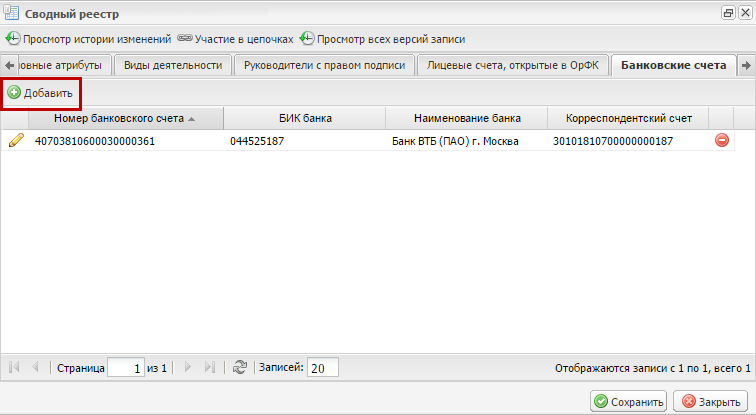 Сводный реестр
Просмотр истории изменений Участие в цепочках Просмотр всех версий записи
овные атрибуты Виды деятельности Руководители с правом подписи Лицевые счета, открытые в ОрФК Банковские счета
Добавить
Номер банковского счета БИК банка Наименование банка Корреспондентский счет
40703810600030000361 044525187 Банк ВТБ (ПАО) г. Москва 30101810700000000187
Страница 1 из 1 Записей: 20 Отображаются записи с 1 по 1, всего 1
Сохранить Закрыть